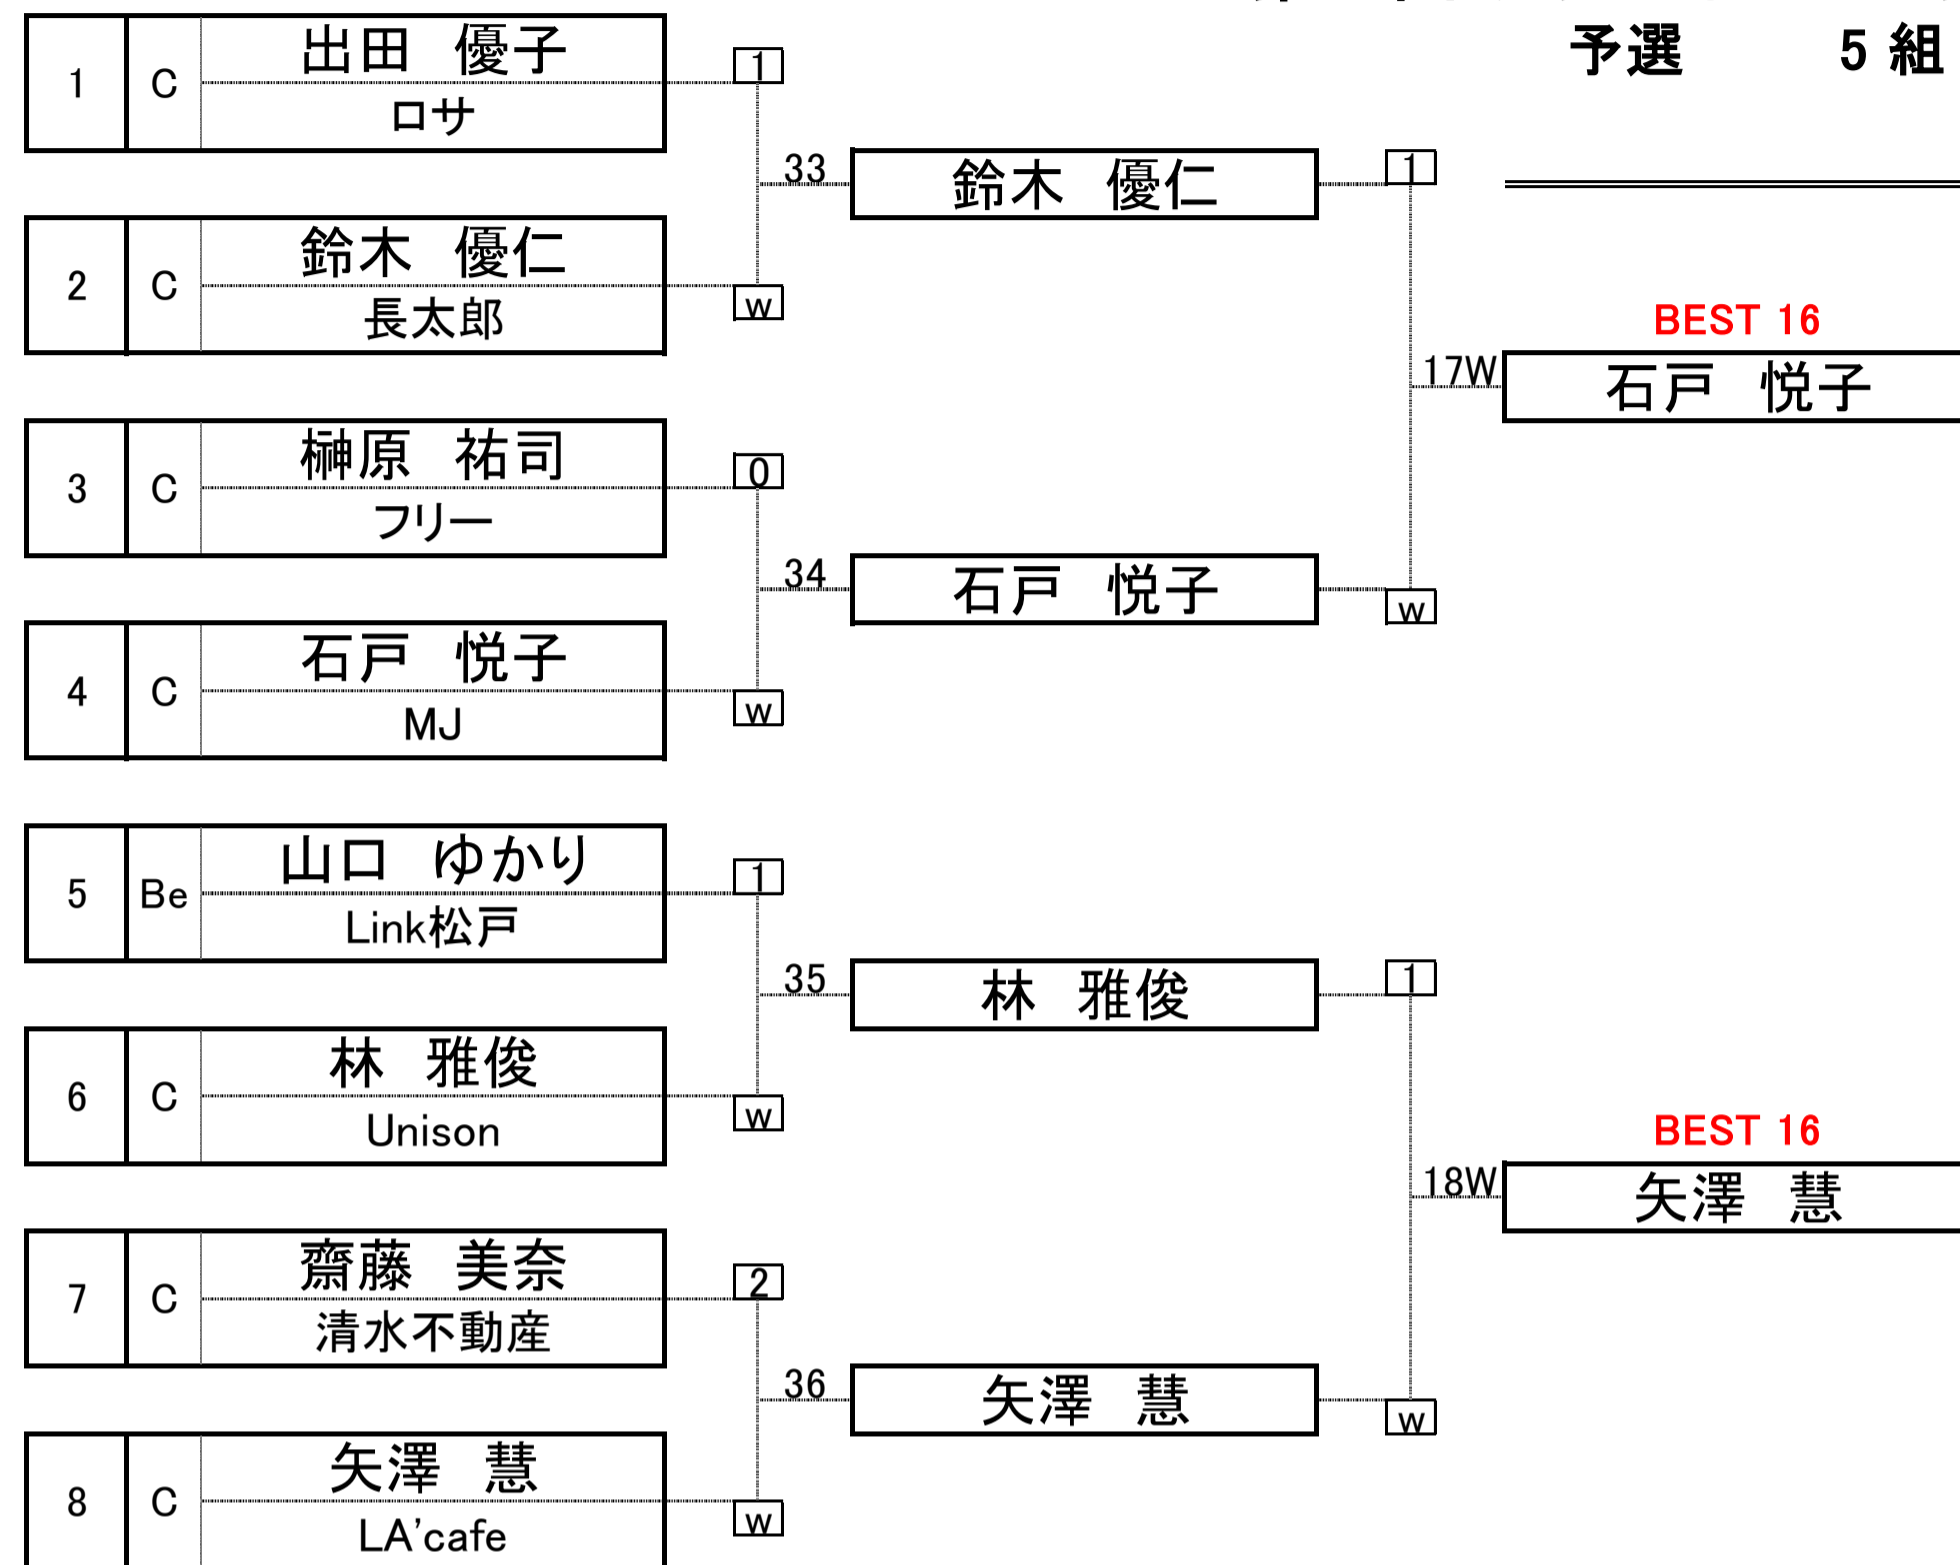 予選 5 組
1 C 出田 優子
ロサ
1
33 鈴木 優仁 1
2 C 鈴木 優仁
長太郎
w
BEST 16
17W 石戸 悦子
3 C 榊原 祐司
フリー
0
34 石戸 悦子 w
4 C 石戸 悦子
MJ
w
5 Be 山口 ゆかり
Link松戸
1
35 林 雅俊 1
6 C 林 雅俊
Unison
w
BEST 16
18W 矢澤 慧
7 C 齋藤 美奈
清水不動産
2
36 矢澤 慧 w
8 C 矢澤 慧
LA'cafe
w